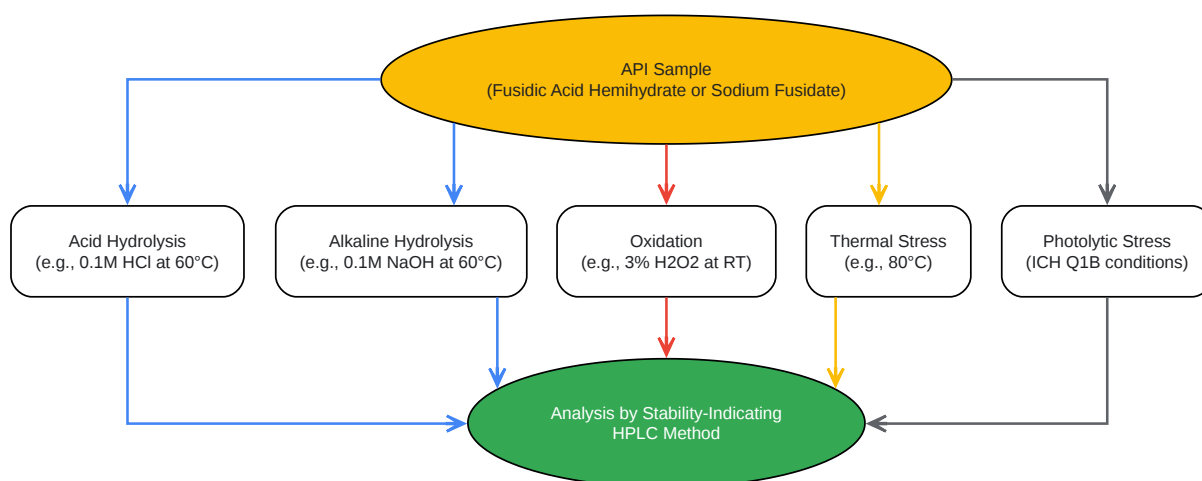 API Sample
(Fusidic Acid Hemihydrate or Sodium Fusidate)
Acid Hydrolysis
(e.g., 0.1M HCl at 60°C)
Alkaline Hydrolysis
(e.g., 0.1M NaOH at 60°C)
Oxidation
(e.g., 3% H2O2 at RT)
Thermal Stress
(e.g., 80°C)
Photolytic Stress
(ICH Q1B conditions)
Analysis by Stability-Indicating
HPLC Method